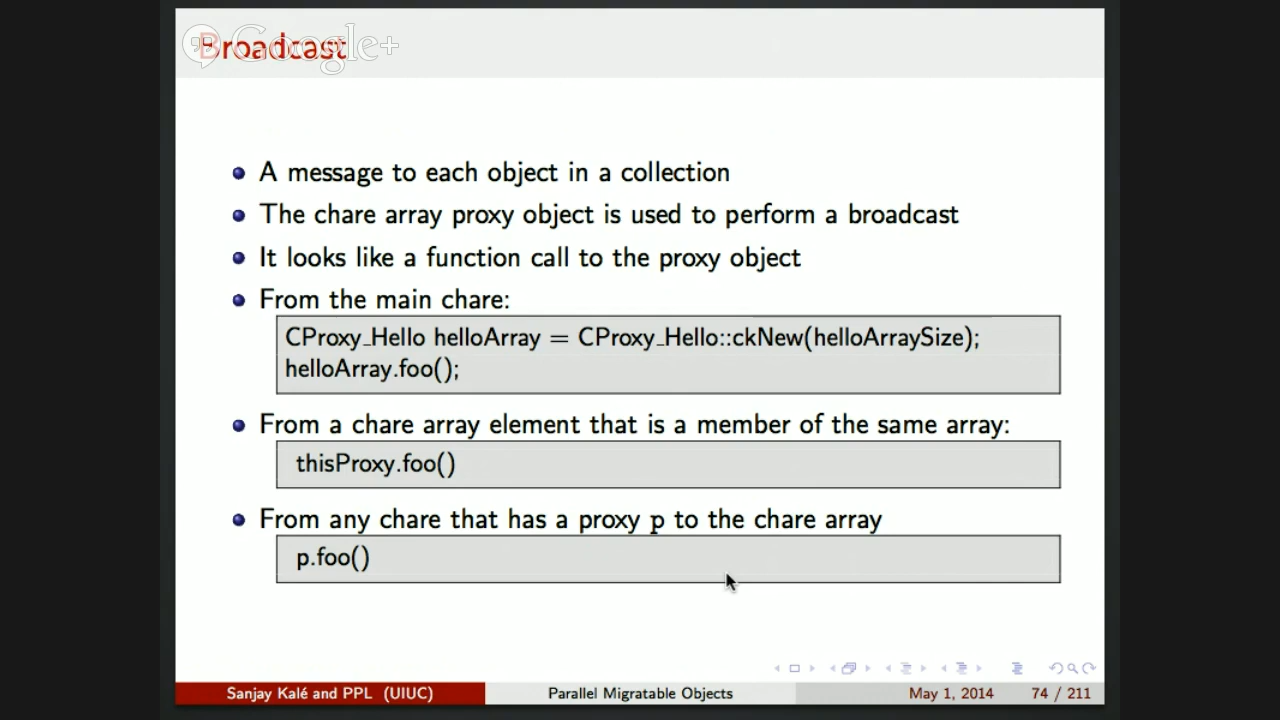 Broadcast
Google+
A message to each object in a collection
The chare array proxy object is used to perform a broadcast
It looks like a function call to the proxy object
From the main chare:
CProxy_Hello helloArray = CProxy_Hello::ckNew(helloArraySize);
helloArray.foo();
From a chare array element that is a member of the same array:
thisProxy.foo()
From any chare that has a proxy p to the chare array
p.foo()
Sanjay Kalé and PPL (UIUC) Parallel Migratable Objects May 1, 2014 74 / 211